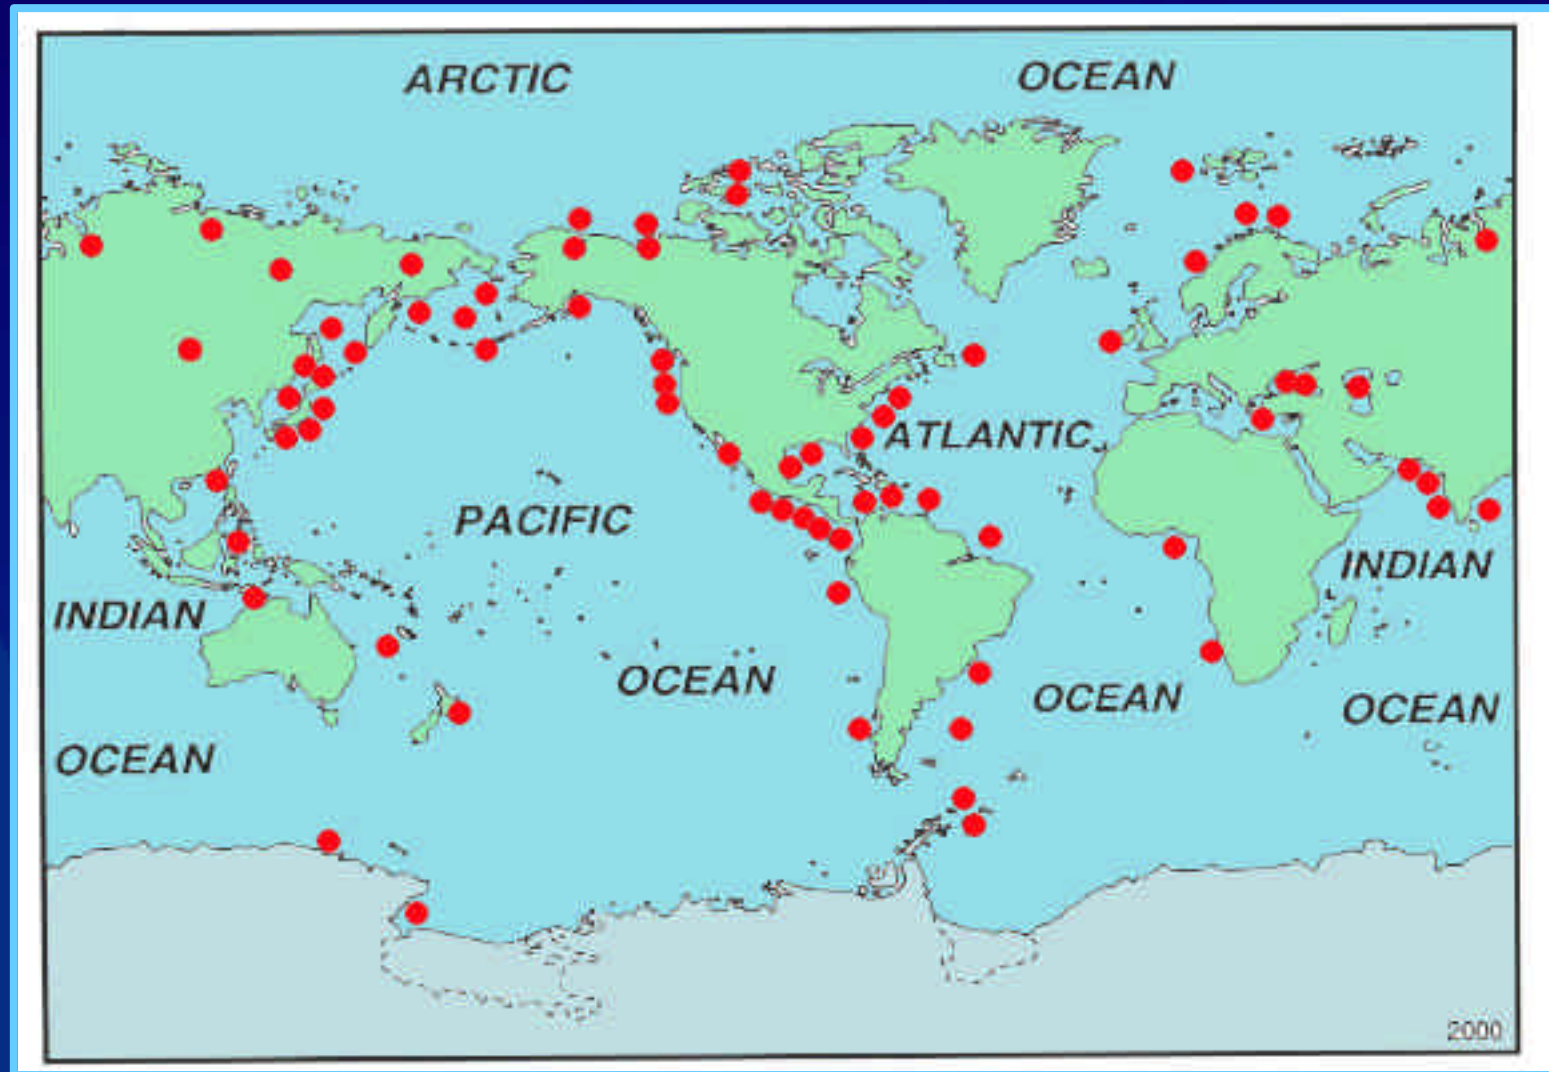 ARCTIC OCEAN
ATLANTIC
PACIFIC
INDIAN
INDIAN
OCEAN
OCEAN
OCEAN
OCEAN
2000